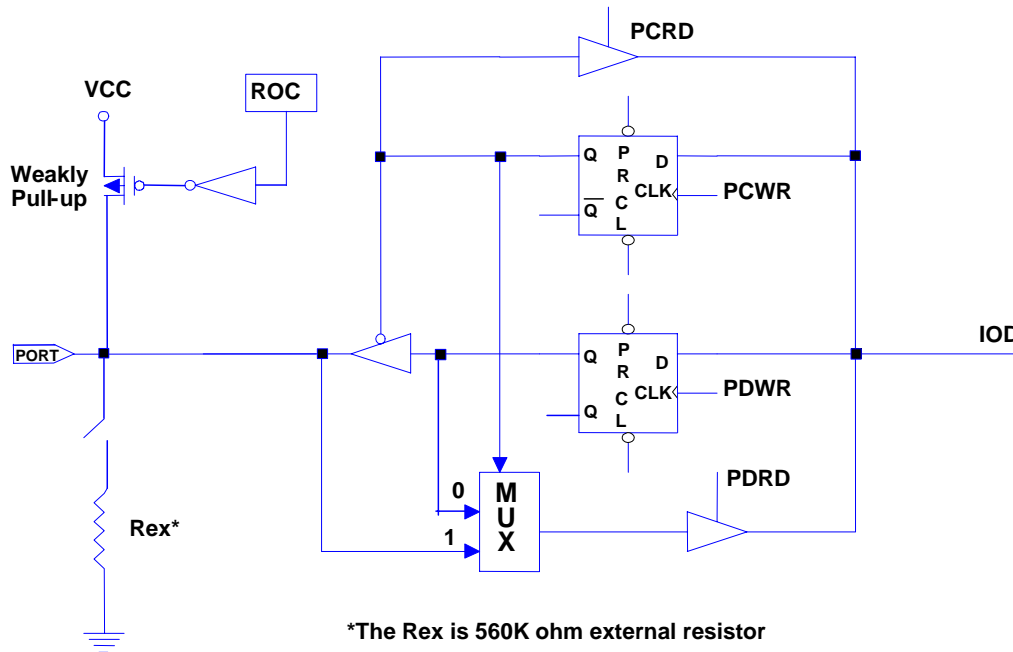 PCRD
VCC
ROC
Weakly
Pull-up
Q
P
R
C
L
D
CLK
Q
PCWR
IOD
PORT
Q
P
R
C
L
D
CLK
Q
PDWR
PDRD
0
1
M
U
X
Rex*
*The Rex is 560K ohm external resistor